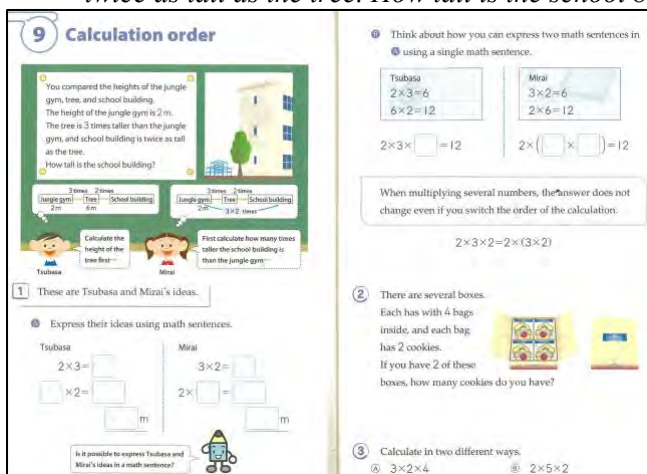 twice as tall as the tree. How tall is the school
9 Calculation order
You compared the heights of the jungle
gym, tree, and school building.
The height of the jungle gym is 2 m.
The tree is 3 times taller than the jungle
gym, and school building is twice as tall
as the tree.
How tall is the school building?
3 times 2 times
Jungle gym Tree School building
2m 6m
3 times 2 times
Jungle gym Tree School building
2m 3×2 times
Calculate the
height of the
tree first…
Tsubasa
First calculate how many times
taller the school building is
than the jungle gym…
Mirai
1 These are Tsubasa and Mirai's ideas.
A Express their ideas using math sentences.
Tsubasa
2×3=
×2=
m
Mirai
3×2=
2× =
m
Is it possible to express Tsubasa and
Mirai's ideas in a math sentence?
B Think about how you can express two math sentences in
A using a single math sentence.
Tsubasa
2×3=6
6×2=12
Mirai
3×2=6
2×6=12
2×3× =12
2×( × )=12
When multiplying several numbers, the answer does not
change even if you switch the order of the calculation.
2×3×2=2×(3×2)
2 There are several boxes.
Each has with 4 bags
inside, and each bag
has 2 cookies.
If you have 2 of these
boxes, how many cookies do you have?
3 Calculate in two different ways.
A 3×2×4
B 2×5×2